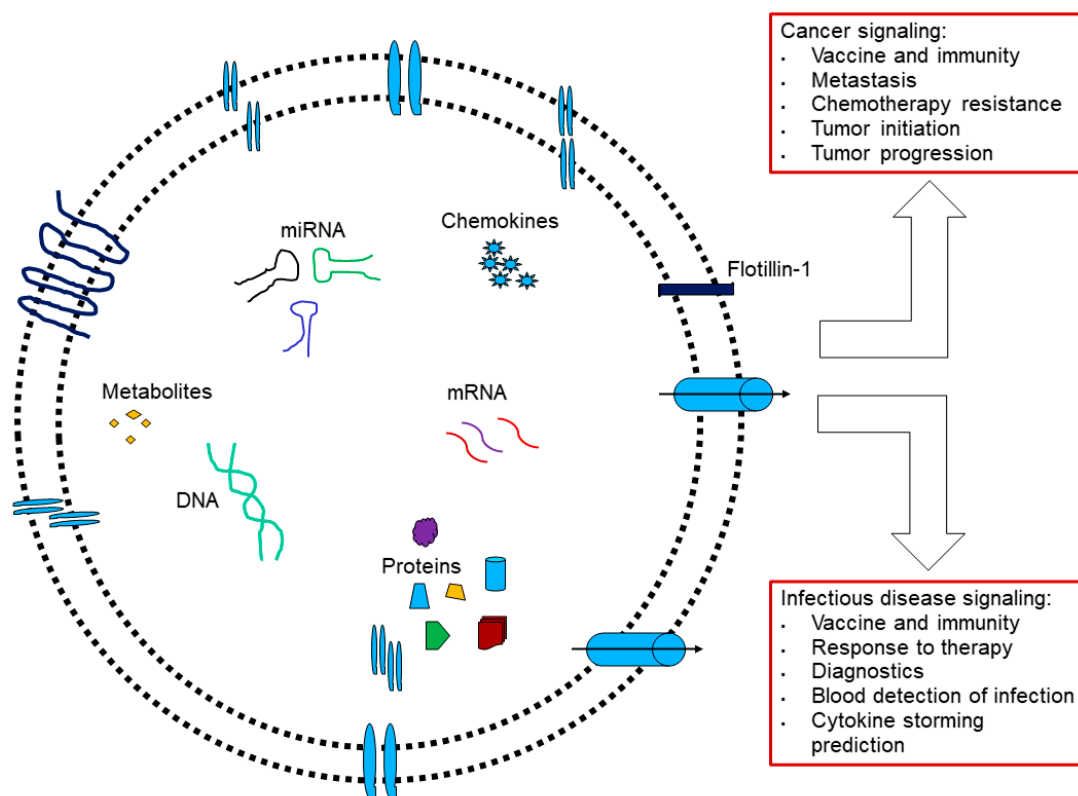 Cancer signaling:
· Vaccine and immunity
· Metastasis
· Chemotherapy resistance
· Tumor initiation
· Tumor progression
miRNA
Chemokines
Flotillin-1
Metabolites
mRNA
DNA
Proteins
Infectious disease signaling:
· Vaccine and immunity
· Response to therapy
· Diagnostics
· Blood detection of infection
· Cytokine storming
prediction